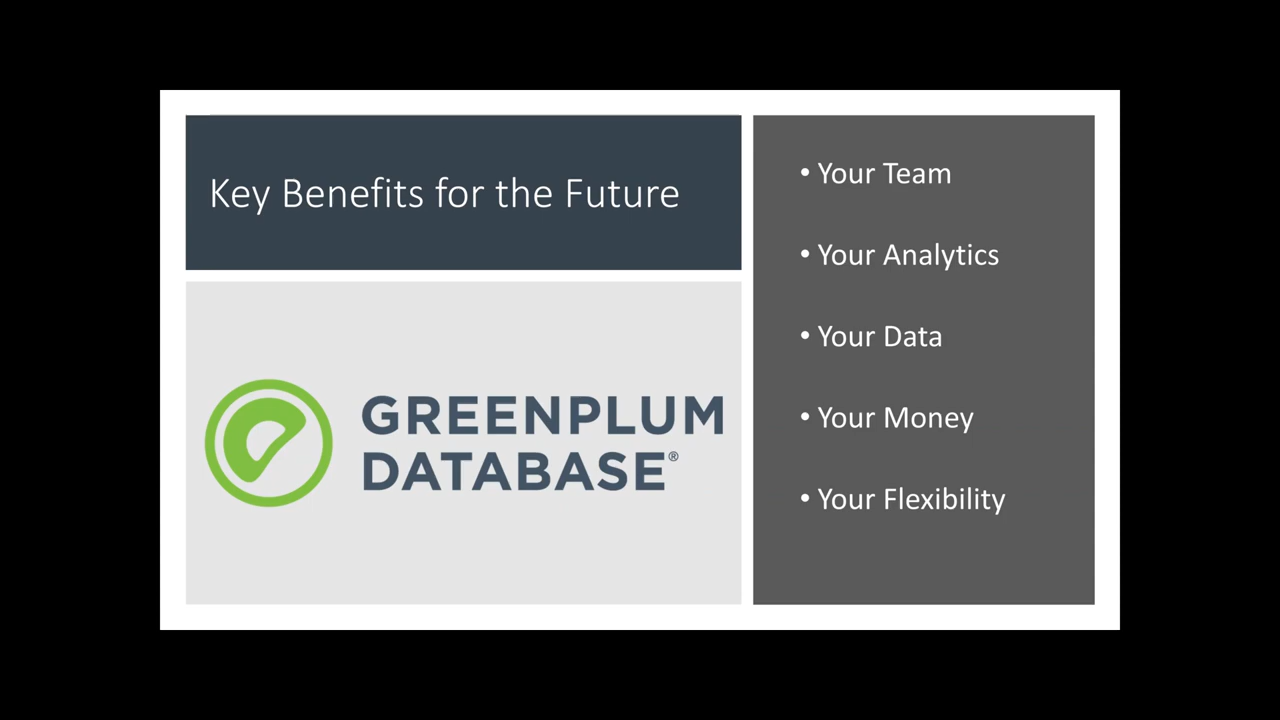 Key Benefits for the Future
GREENPLUM
DATABASE®
• Your Team
• Your Analytics
• Your Data
• Your Money
• Your Flexibility